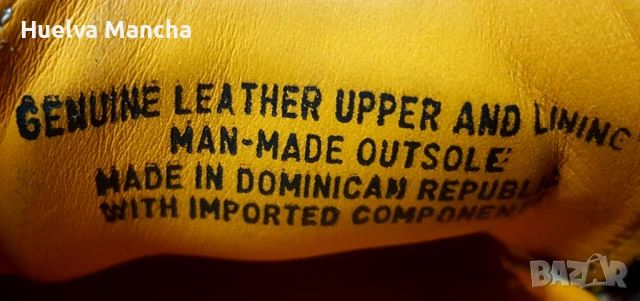 Huelva Mancha
GENUINE LEATHER UPPER AND LINING
MAN-MADE OUTSOLE
MADE IN DOMINICAN REPUBLIC
WITH IMPORTED COMPONENTS
BAZAR